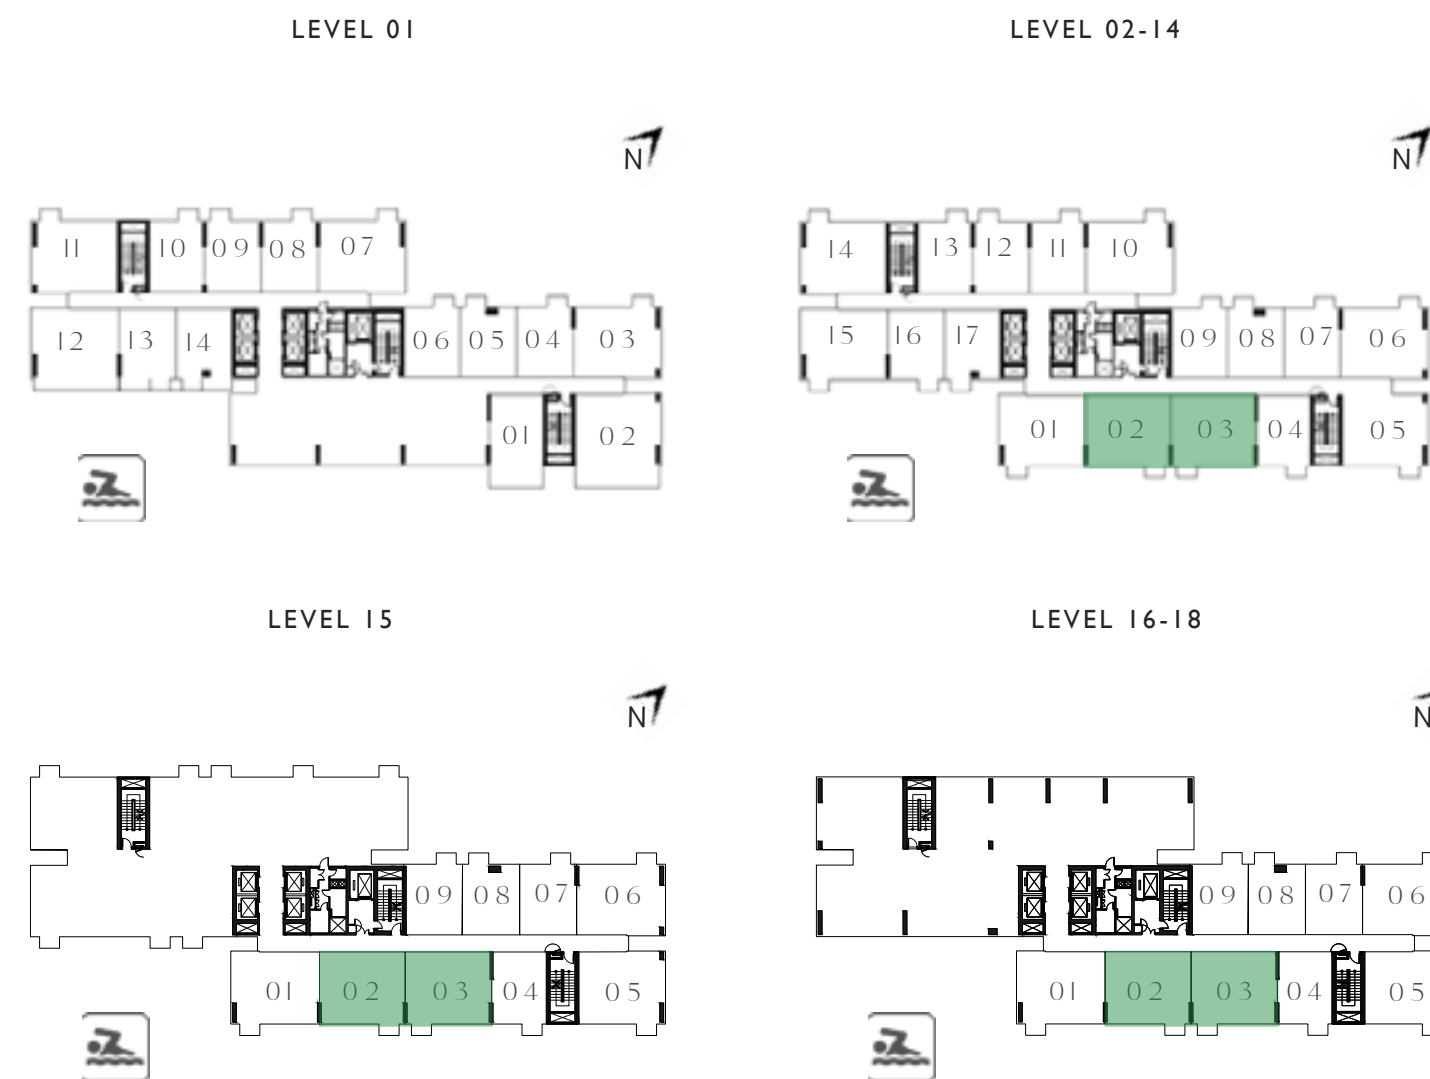 LEVEL 01
LEVEL 02-14
N
N
11 10 09 08 07
14 13 12 11 10
12 13 14 06 05 04 03
15 16 17 09 08 07 06
01 02
01 02 03 04 05
LEVEL 15
LEVEL 16-18
N
N
09 08 07 06
09 08 07 06
01 02 03 04 05
01 02 03 04 05